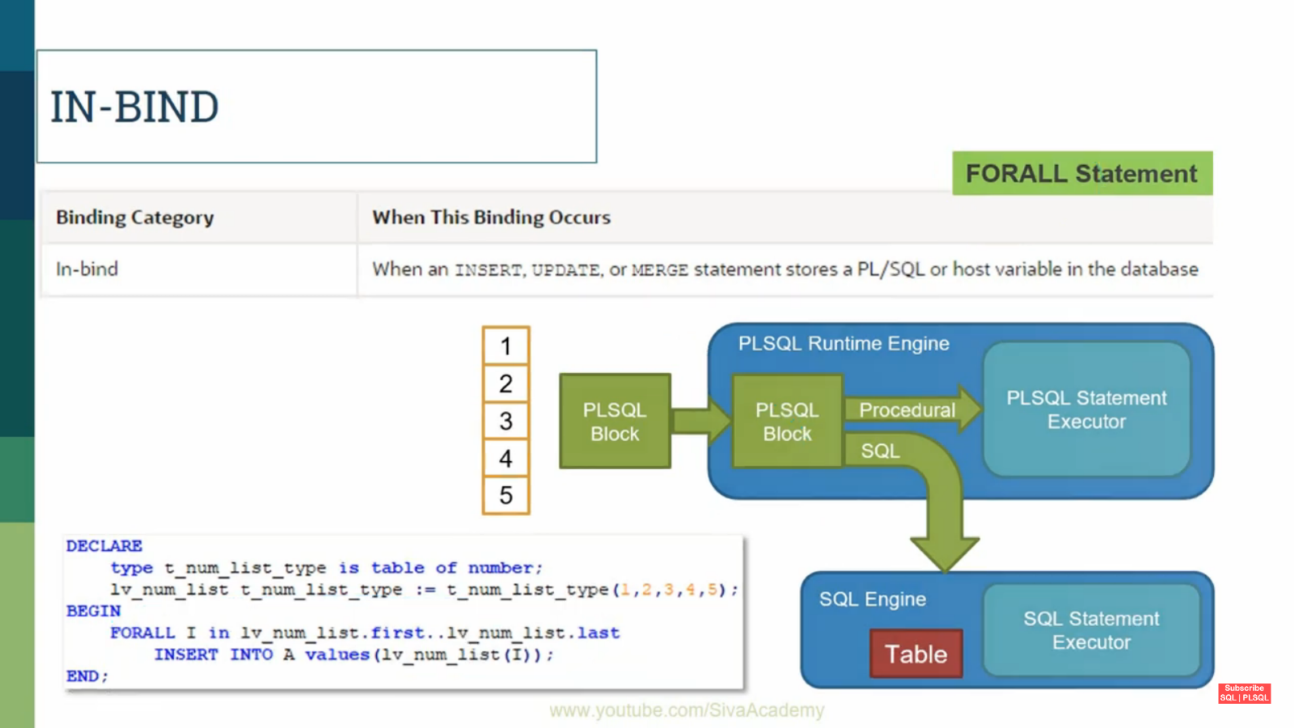 IN-BIND
FORALL Statement
Binding Category
When This Binding Occurs
In-bind
When an INSERT, UPDATE, or MERGE statement stores a PL/SQL or host variable in the database
1
2
3
4
5
PLSQL
Block
PLSQL Runtime Engine
PLSQL
Block
Procedural
SQL
PLSQL Statement
Executor
DECLARE
type t_num_list_type is table of number;
lv_num_list t_num_list_type := t_num_list_type(1,2,3,4,5);
BEGIN
FORALL I in lv_num_list.first..lv_num_list.last
INSERT INTO A values(lv_num_list(I));
END;
SQL Engine
Table
SQL Statement
Executor
www.youtube.com/SivaAcademy
Subscribe
SQL | PLSQL